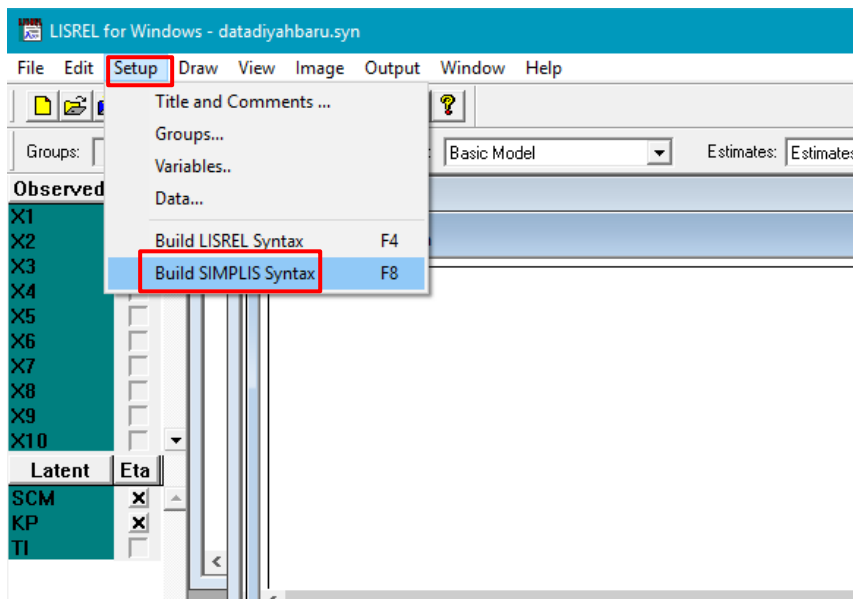 LISREL for Windows - datadiyahbaru.syn
File Edit Setup Draw View Image Output Window Help
Title and Comments ...
Groups...
Variables..
Data...
Build LISREL Syntax F4
Build SIMPLIS Syntax F8
Groups: Basic Model Estimates: Estimates
Observed
X1
X2
X3
X4
X5
X6
X7
X8
X9
X10
Latent Eta
SCM
KP
TI